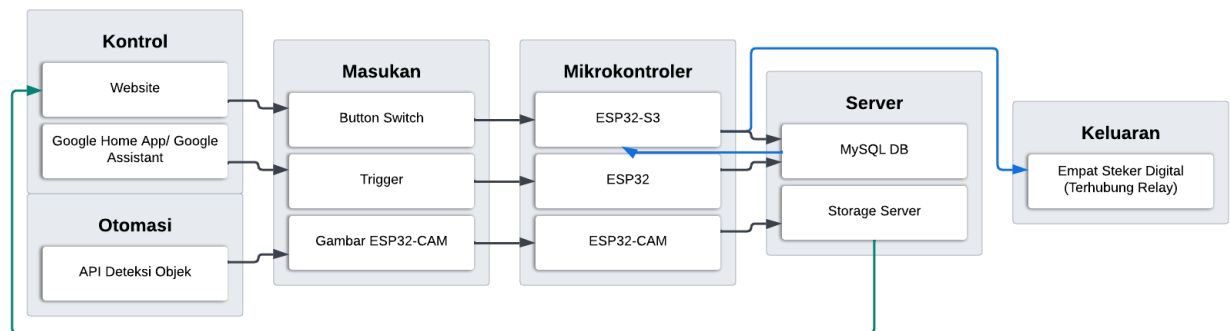 Kontrol
Website
Google Home App/ Google
Assistant
Otomasi
API Deteksi Objek
Masukan
Button Switch
Trigger
Gambar ESP32-CAM
Mikrokontroler
ESP32-S3
ESP32
ESP32-CAM
Server
MySQL DB
Storage Server
Keluaran
Empat Steker Digital
(Terhubung Relay)